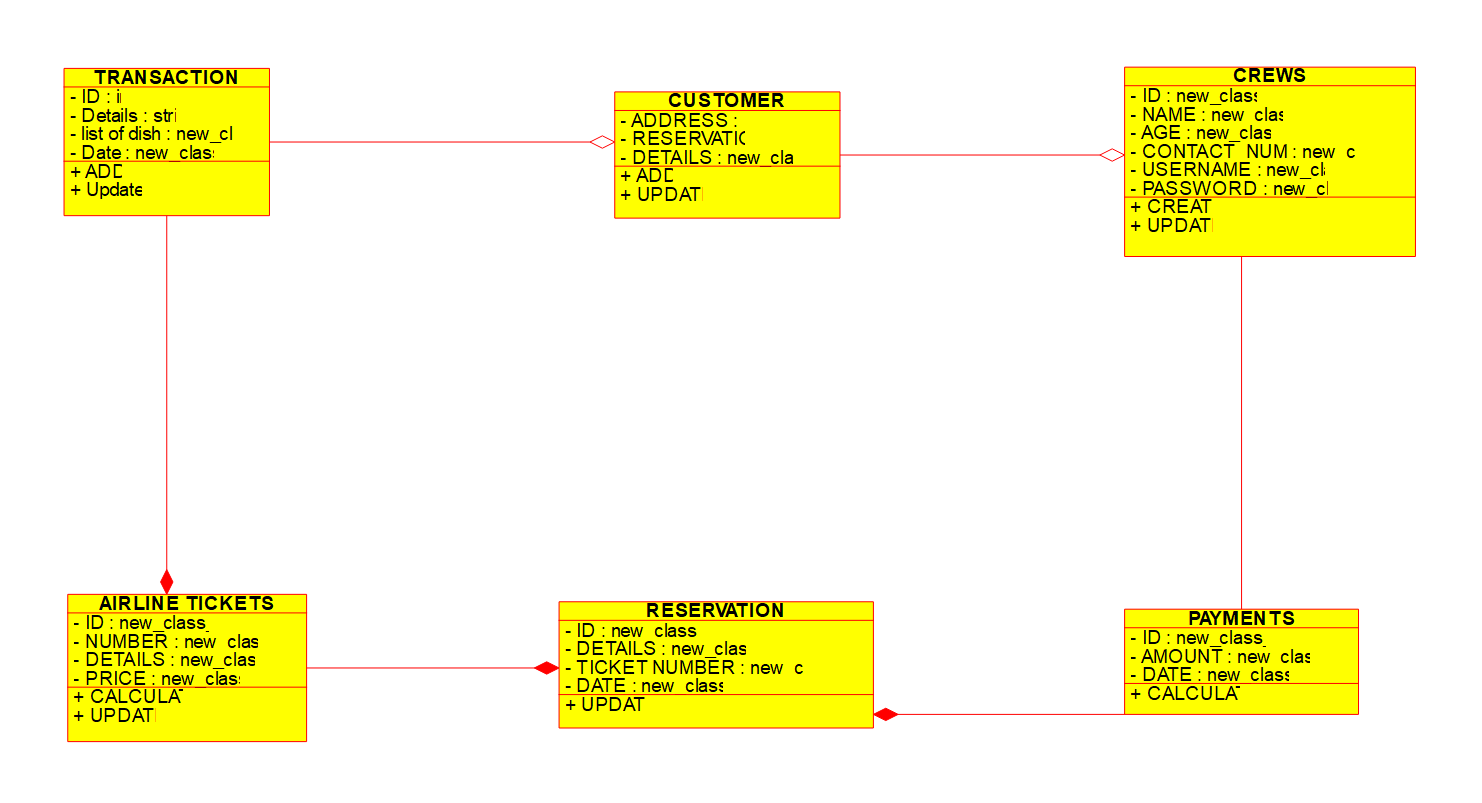 TRANSACTION
- ID :
- Details : stri
- list of dish : new_cl
- Date : new_clas
+ ADD
+ Update
CUSTOMER
- ADDRESS :
- RESERVATIO
- DETAILS : new_cla
+ ADD
+ UPDAT
CREWS
- ID : new_class
- NAME : new_clas
- AGE : new_clas
- CONTACT_NUM : new_c
- USERNAME : new_cl
- PASSWORD : new_cl
+ CREAT
+ UPDAT
AIRLINE TICKETS
- ID : new_class
- NUMBER : new_clas
- DETAILS : new_clas
- PRICE : new_clas
+ CALCULAT
+ UPDAT
RESERVATION
- ID : new_class
- DETAILS : new_clas
- TICKET NUMBER : new_c
- DATE : new_class
+ UPDAT
PAYMENTS
- ID : new_class
- AMOUNT : new_clas
- DATE : new_class
+ CALCULAT